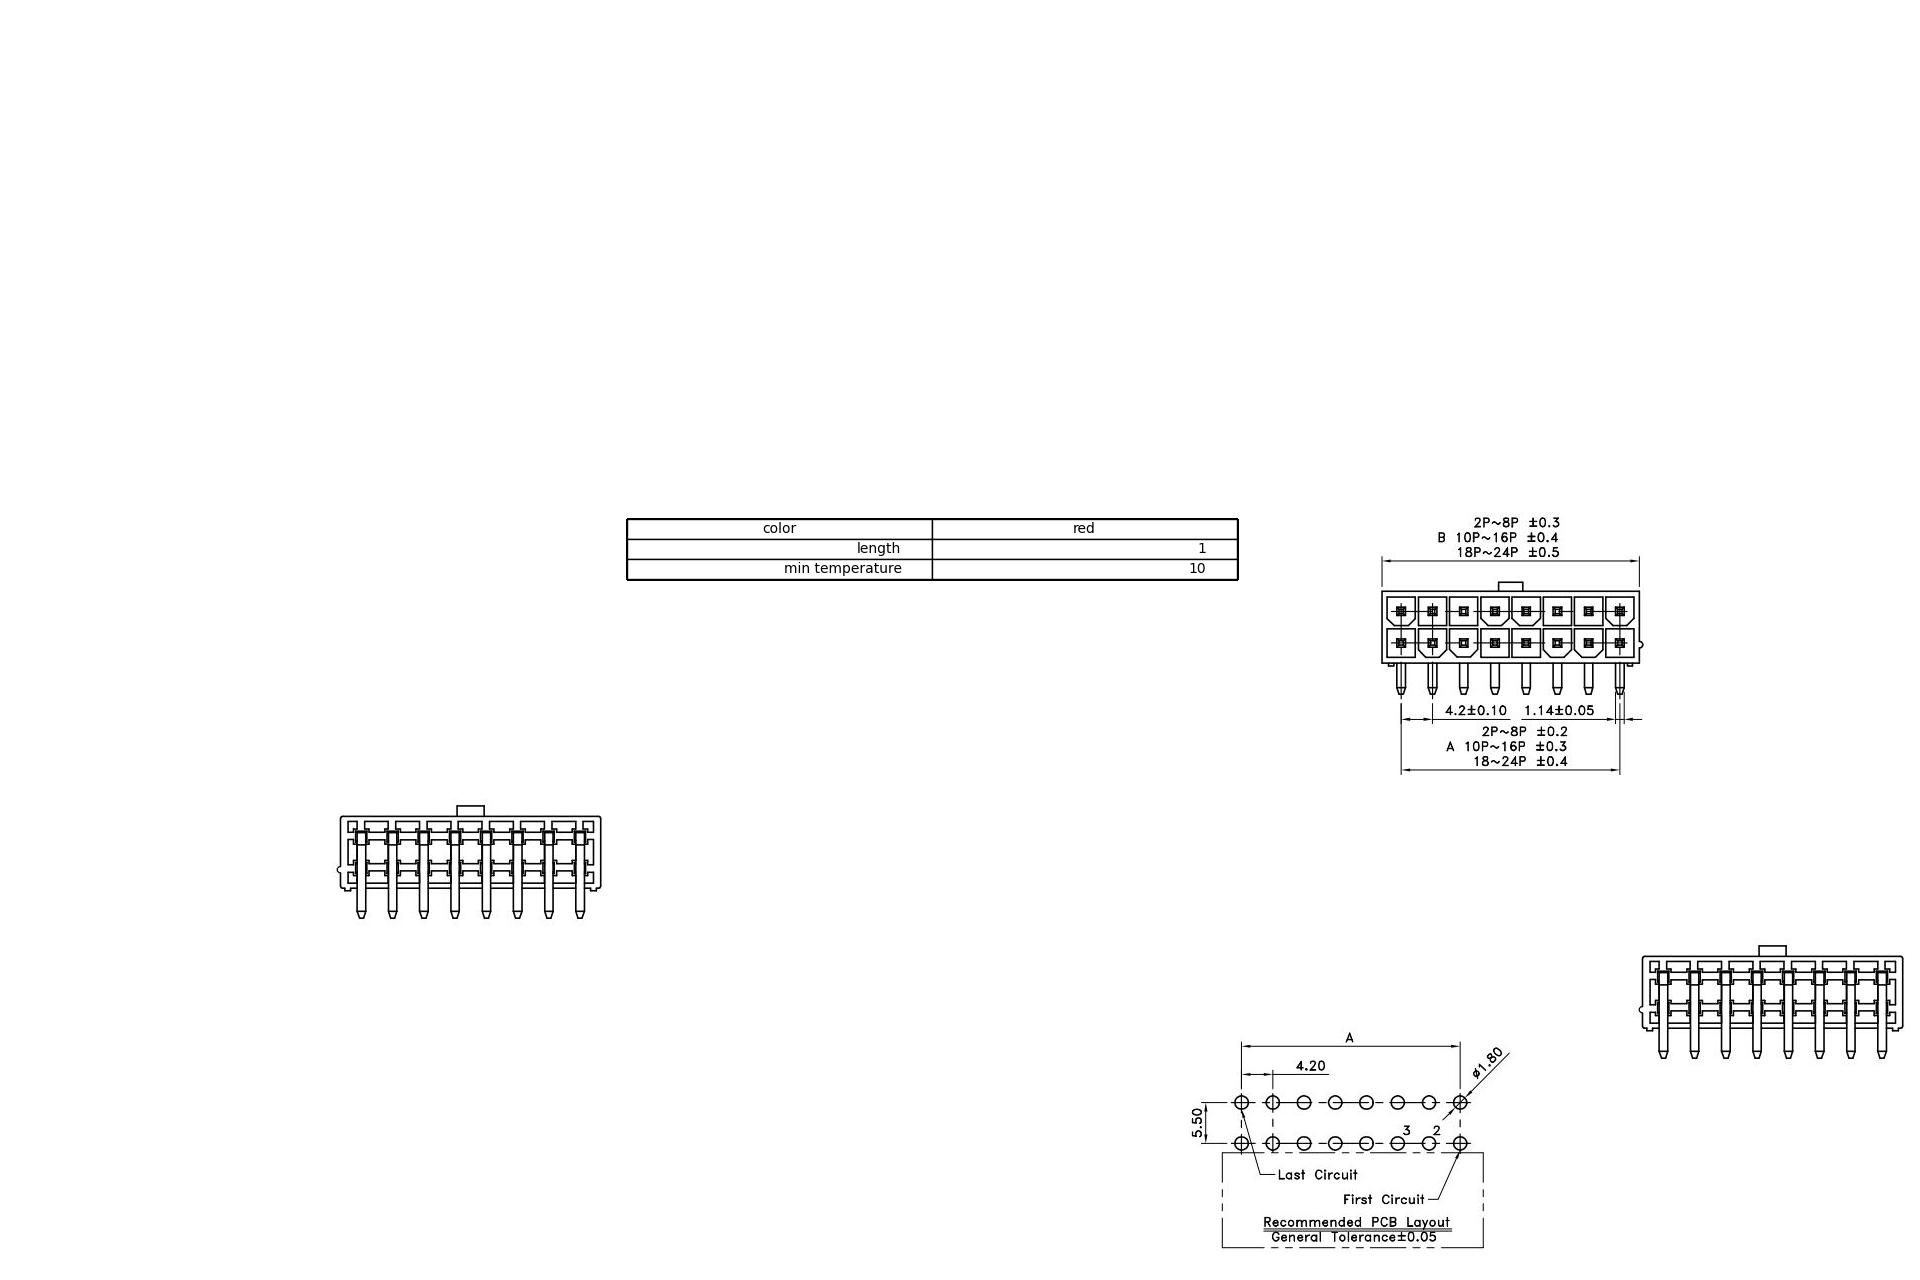 color red
length 1
min temperature 10
2P~8P ±0.3
B 10P~16P ±0.4
18P~24P ±0.5
4.2±0.10 1.14±0.05
2P~8P ±0.2
A 10P~16P ±0.3
18~24P ±0.4
A
4.20
ø1.80
5.50
3 2
Last Circuit
First Circuit
Recommended PCB Layout
General Tolerance±0.05